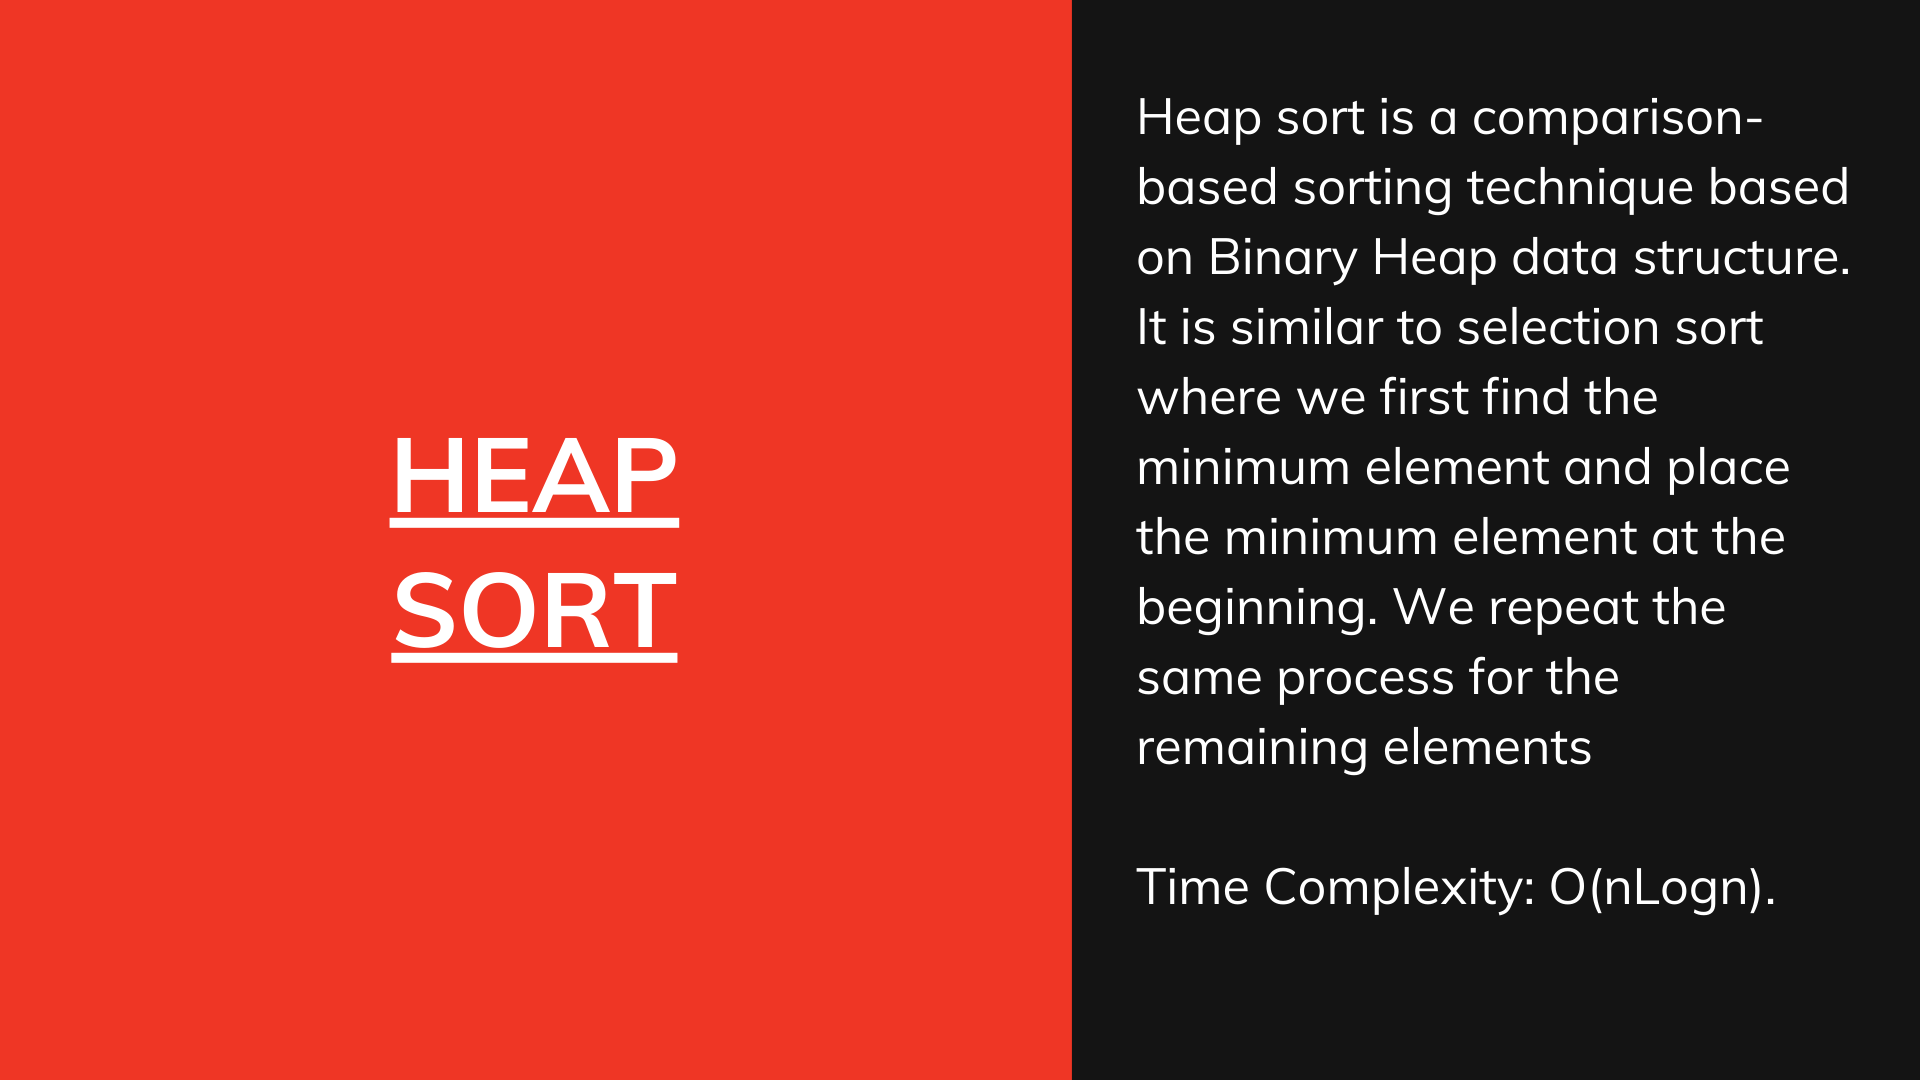 HEAP
SORT
Heap sort is a comparison-
based sorting technique based
on Binary Heap data structure.
It is similar to selection sort
where we first find the
minimum element and place
the minimum element at the
beginning. We repeat the
same process for the
remaining elements
Time Complexity: O(nLogn).